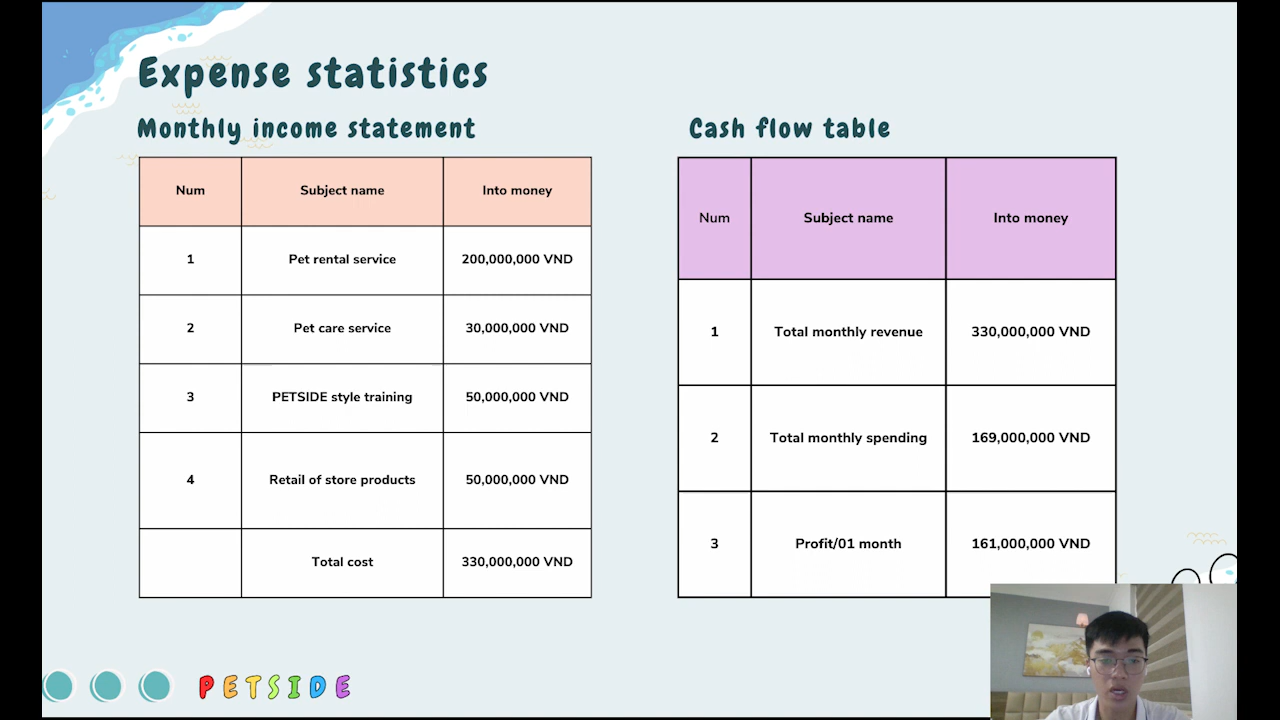 Expense statistics
Monthly income statement
Num Subject name Into money
1 Pet rental service 200,000,000 VND
2 Pet care service 30,000,000 VND
3 PETSIDE style training 50,000,000 VND
4 Retail of store products 50,000,000 VND
Total cost 330,000,000 VND
Cash flow table
Num Subject name Into money
1 Total monthly revenue 330,000,000 VND
2 Total monthly spending 169,000,000 VND
3 Profit/01 month 161,000,000 VND
PETSIDE